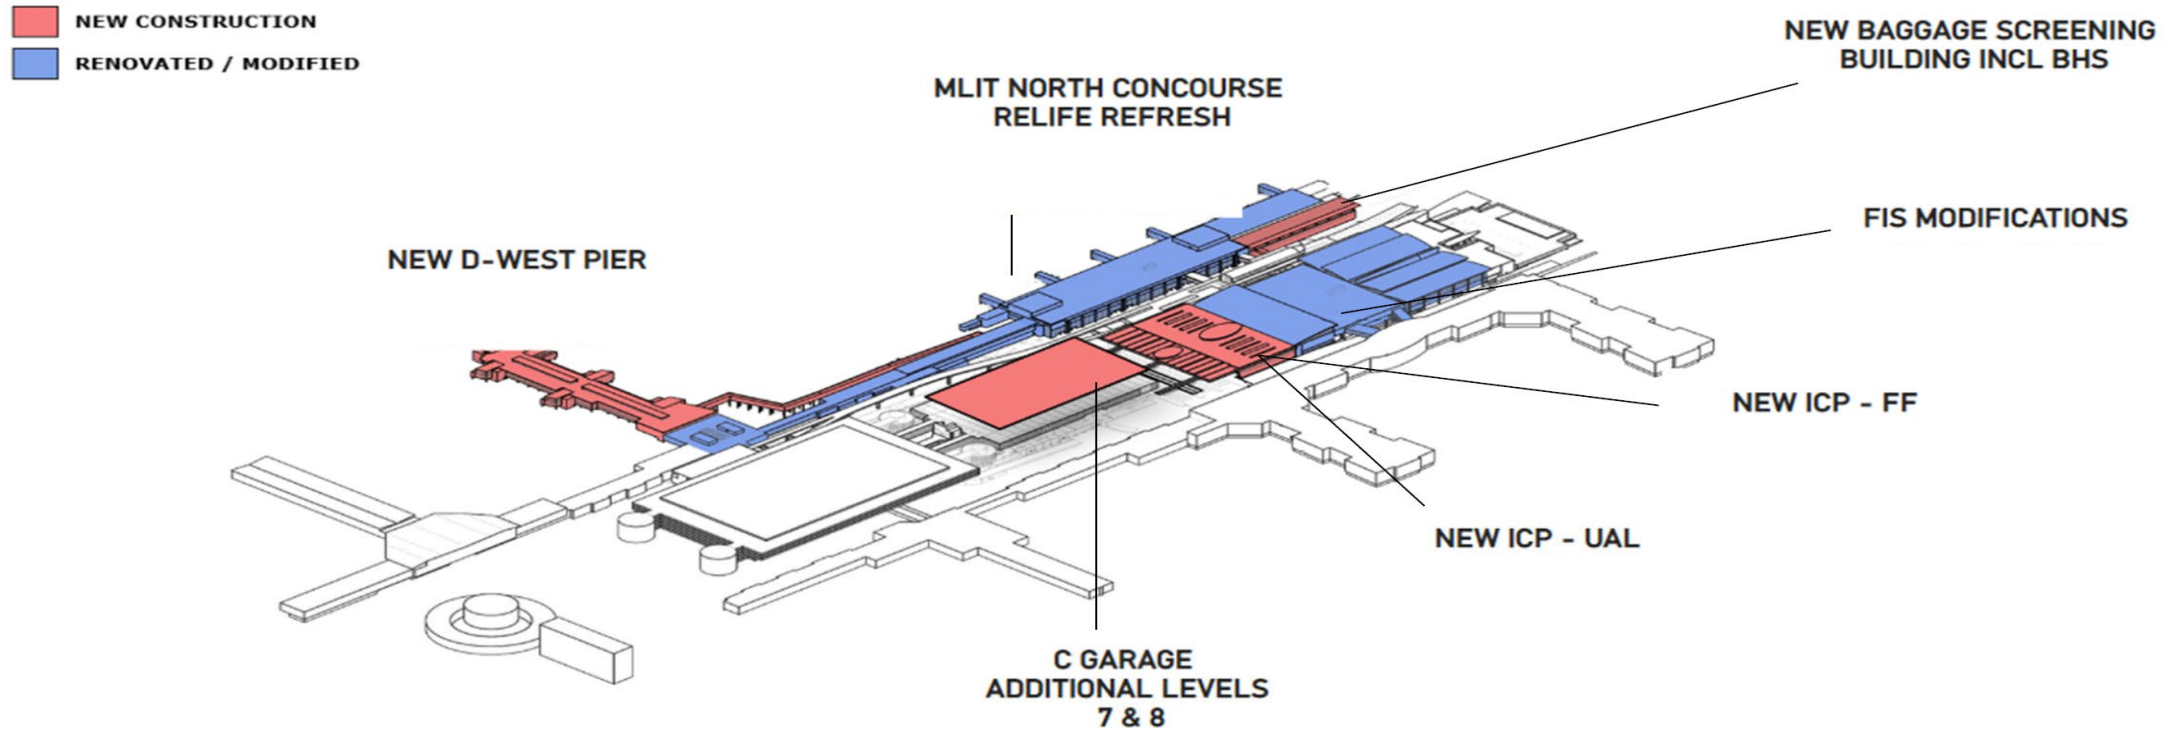 NEW CONSTRUCTION
RENOVATED / MODIFIED
NEW BAGGAGE SCREENING
BUILDING INCL BHS
MLIT NORTH CONCOURSE
RELIFE REFRESH
FIS MODIFICATIONS
NEW D-WEST PIER
NEW ICP - FF
NEW ICP - UAL
C GARAGE
ADDITIONAL LEVELS
7 & 8